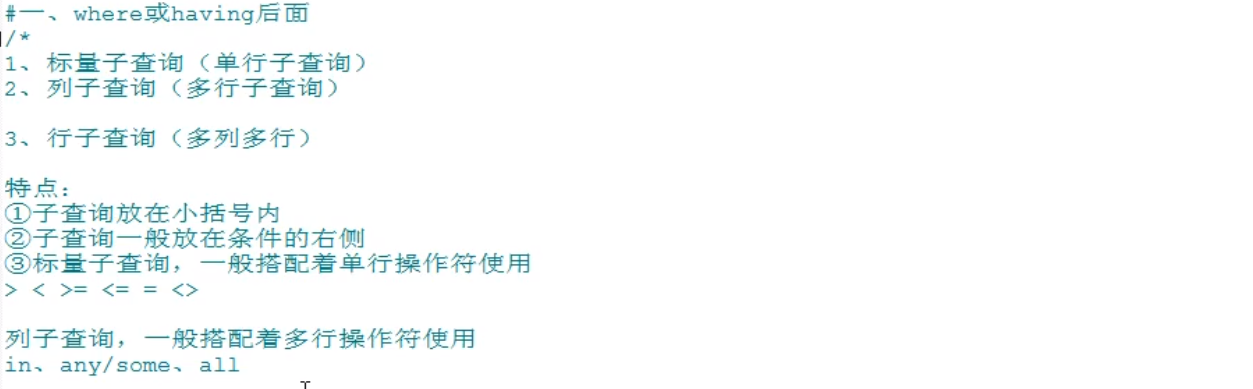 #一、where或having后面
/*
1、标量子查询（单行子查询）
2、列子查询（多行子查询）
3、行子查询（多列多行）
特点：
①子查询放在小括号内
②子查询一般放在条件的右侧
③标量子查询，一般搭配着单行操作符使用
> < >= <= = <>
列子查询，一般搭配着多行操作符使用
in、any/some、all